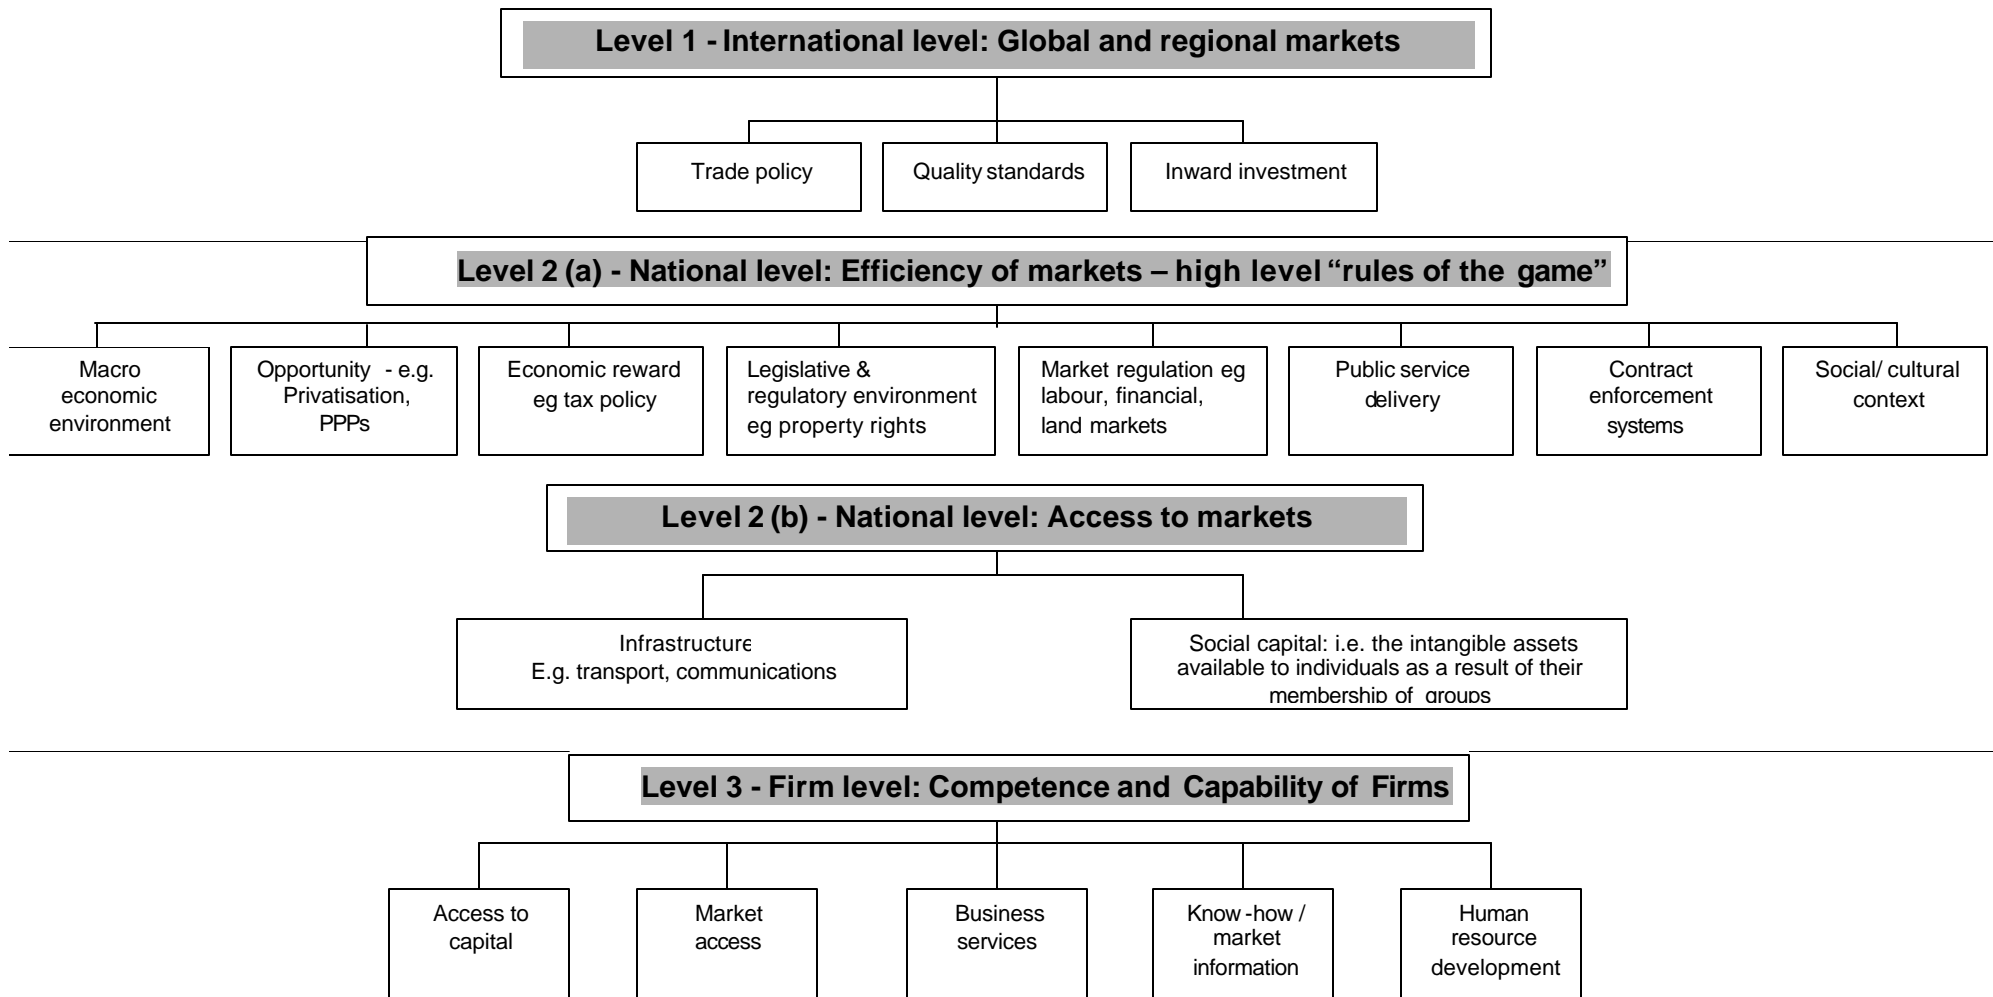 Level 1 - International level: Global and regional markets
Trade policy
Quality standards
Inward investment
Level 2 (a) - National level: Efficiency of markets – high level “rules of the game”
Macro
economic
environment
Opportunity - e.g.
Privatisation,
PPPs
Economic reward
eg tax policy
Legislative &
regulatory environment
eg property rights
Market regulation eg
labour, financial,
land markets
Public service
delivery
Contract
enforcement
systems
Social/ cultural
context
Level 2 (b) - National level: Access to markets
Infrastructure
E.g. transport, communications
Social capital: i.e. the intangible assets
available to individuals as a result of their
membership of groups
Level 3 - Firm level: Competence and Capability of Firms
Access to
capital
Market
access
Business
services
Know-how /
market
information
Human
resource
development